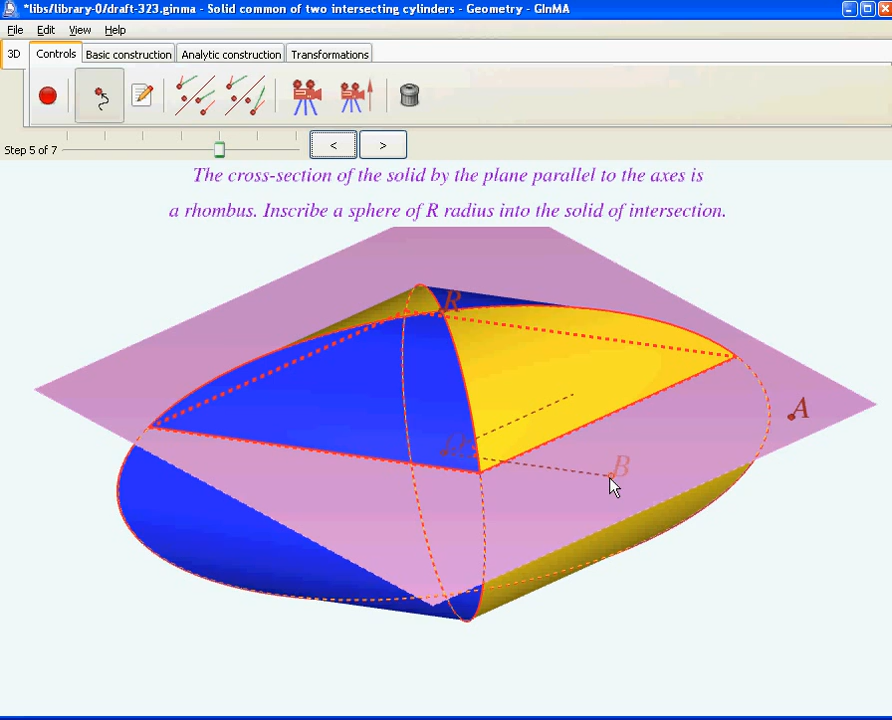 *libs/library-0/draft-323.ginma - Solid common of two intersecting cylinders - Geometry - GInMA
File Edit View Help
3D Controls Basic construction Analytic construction Transformations
Step 5 of 7 < >
The cross-section of the solid by the plane parallel to the axes is
a rhombus. Inscribe a sphere of R radius into the solid of intersection.
R
A
B